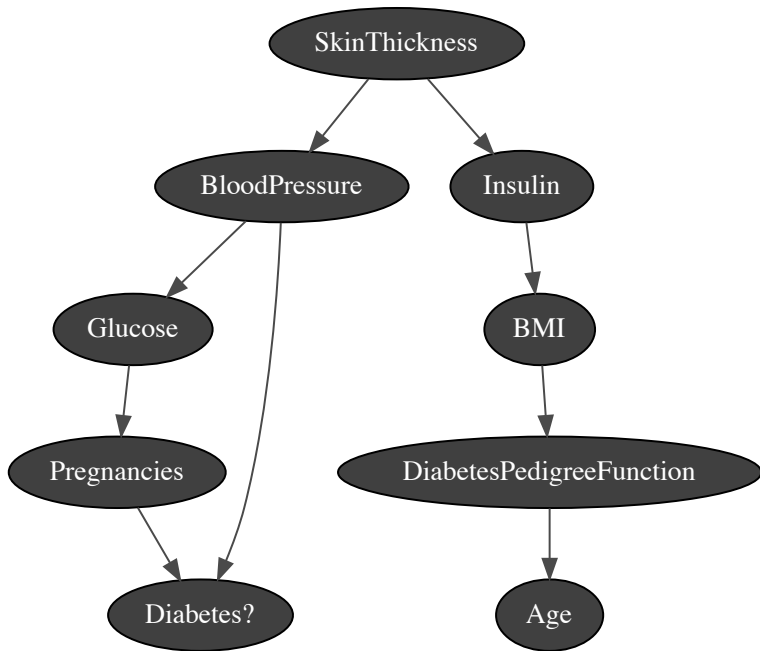 SkinThickness
BloodPressure
Insulin
Glucose
BMI
Pregnancies
DiabetesPedigreeFunction
Diabetes?
Age